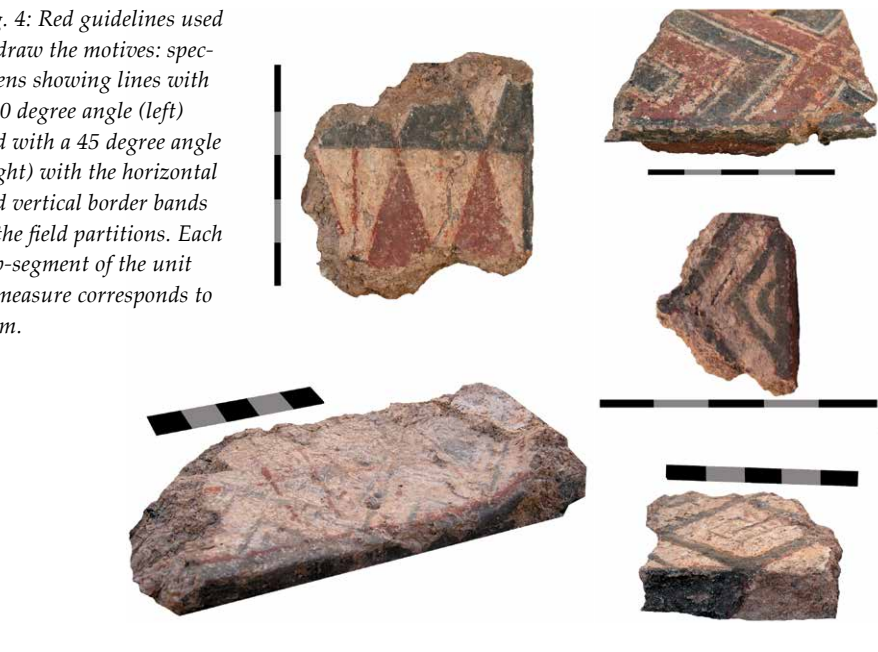 . 4: Red guidelines used
draw the motives: spec-
ens showing lines with
0 degree angle (left)
with a 45 degree angle
with the horizontal
vertical border bands
the field partitions. Each
-segment of the unit
measure corresponds to